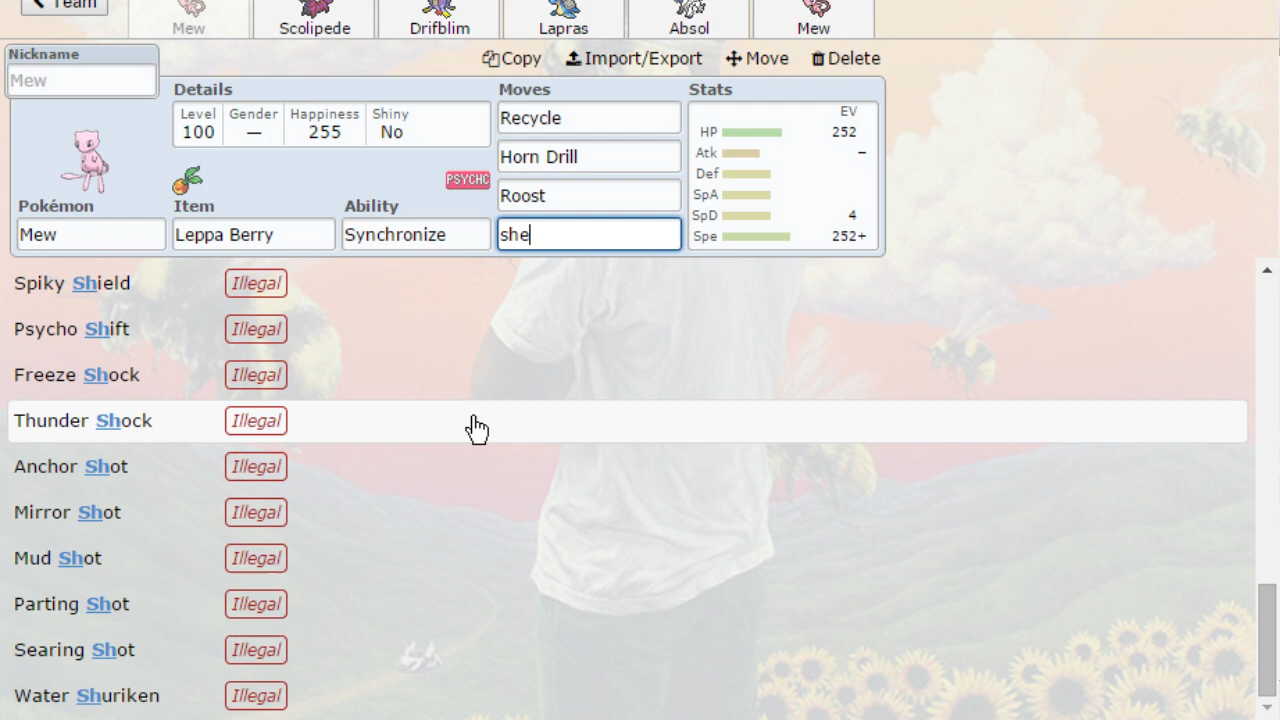 Team
Mew
Scolipede
Drifblim
Lapras
Absol
Mew
Nickname
Mew
Copy
Import/Export
Move
Delete
Details
Moves
Stats
Level
Gender
Happiness
Shiny
100
—
255
No
Recycle
Horn Drill
Roost
she
EV
HP
252
Atk
–
Def
SpA
SpD
4
Spe
252+
PSYCHC
Pokémon
Item
Ability
Mew
Leppa Berry
Synchronize
Spiky Shield Illegal
Psycho Shift Illegal
Freeze Shock Illegal
Thunder Shock Illegal
Anchor Shot Illegal
Mirror Shot Illegal
Mud Shot Illegal
Parting Shot Illegal
Searing Shot Illegal
Water Shuriken Illegal